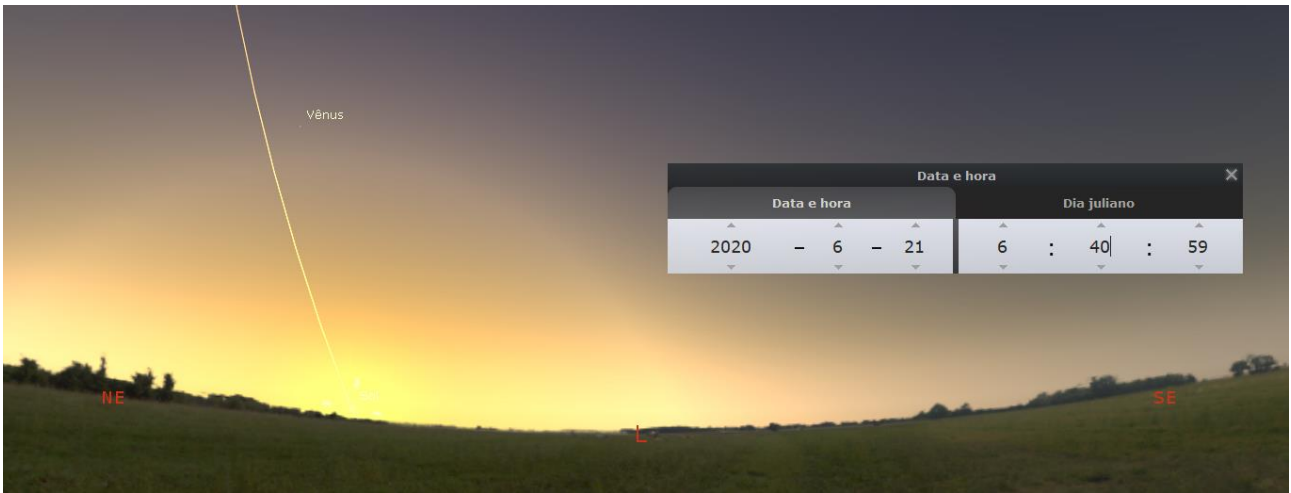 Vênus
Data e hora
Data e hora Dia juliano
2020 – 6 – 21 6 : 40 : 59
NE
SE
L